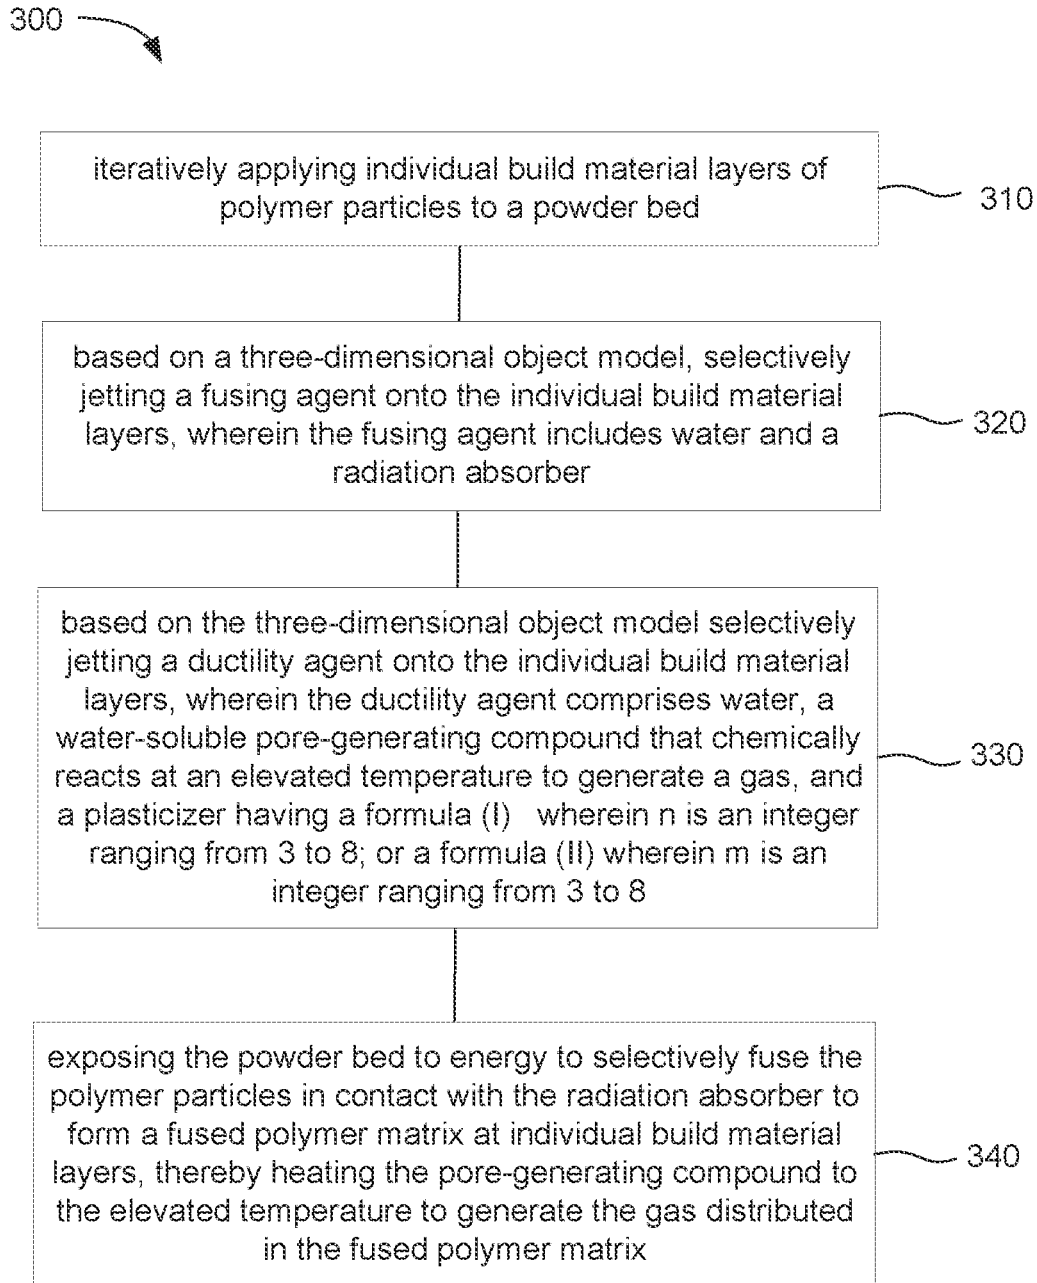 300
iteratively applying individual build material layers of
polymer particles to a powder bed
310
based on a three-dimensional object model, selectively
jetting a fusing agent onto the individual build material
layers, wherein the fusing agent includes water and a
radiation absorber
320
based on the three-dimensional object model selectively
jetting a ductility agent onto the individual build material
layers, wherein the ductility agent comprises water, a
water-soluble pore-generating compound that chemically
reacts at an elevated temperature to generate a gas, and
a plasticizer having a formula (I) wherein n is an integer
ranging from 3 to 8; or a formula (II) wherein m is an
integer ranging from 3 to 8
330
exposing the powder bed to energy to selectively fuse the
polymer particles in contact with the radiation absorber to
form a fused polymer matrix at individual build material
layers, thereby heating the pore-generating compound to
the elevated temperature to generate the gas distributed
in the fused polymer matrix
340